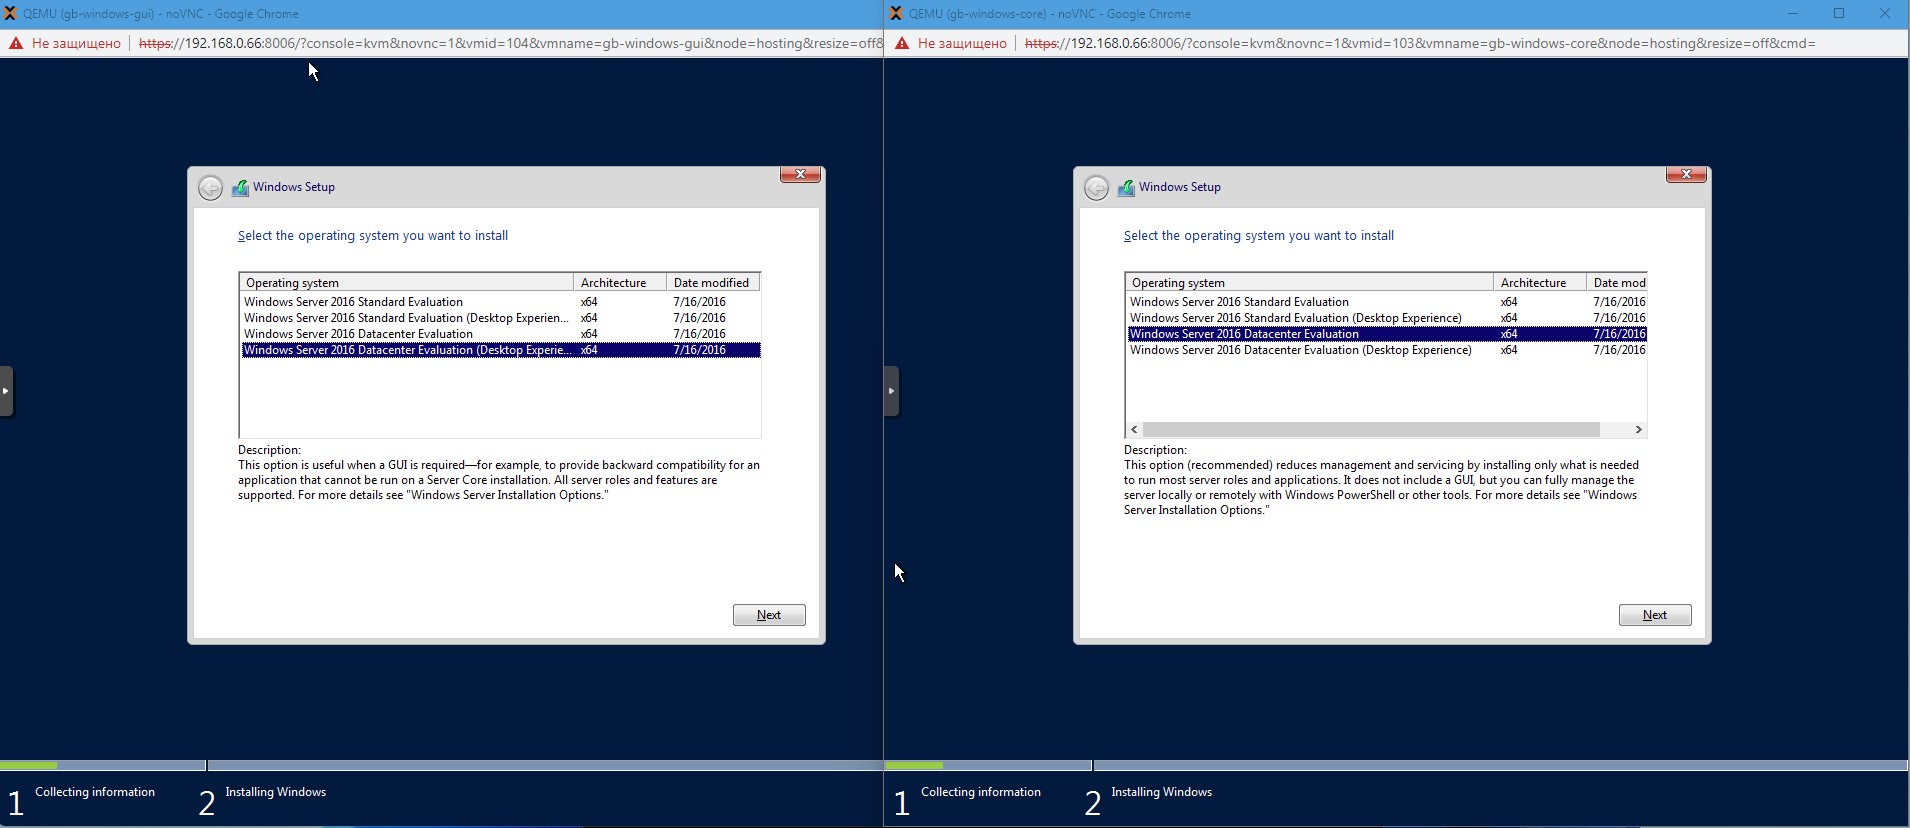 QEMU (gb-windows-gui) - noVNC - Google Chrome
Не защищено https://192.168.0.66:8006/?console=kvm&novnc=1&vmid=104&vmname=gb-windows-gui&node=hosting&resize=off&
Windows Setup
Select the operating system you want to install
Operating system Architecture Date modified
Windows Server 2016 Standard Evaluation x64 7/16/2016
Windows Server 2016 Standard Evaluation (Desktop Experien... x64 7/16/2016
Windows Server 2016 Datacenter Evaluation x64 7/16/2016
Windows Server 2016 Datacenter Evaluation (Desktop Experie... x64 7/16/2016
Description:
This option is useful when a GUI is required—for example, to provide backward compatibility for an
application that cannot be run on a Server Core installation. All server roles and features are
supported. For more details see "Windows Server Installation Options."
Next
1 Collecting information 2 Installing Windows
QEMU (gb-windows-core) - noVNC - Google Chrome
Не защищено https://192.168.0.66:8006/?console=kvm&novnc=1&vmid=103&vmname=gb-windows-core&node=hosting&resize=off&cmd=
Windows Setup
Select the operating system you want to install
Operating system Architecture Date mod
Windows Server 2016 Standard Evaluation x64 7/16/2016
Windows Server 2016 Standard Evaluation (Desktop Experience) x64 7/16/2016
Windows Server 2016 Datacenter Evaluation x64 7/16/2016
Windows Server 2016 Datacenter Evaluation (Desktop Experience) x64 7/16/2016
Description:
This option (recommended) reduces management and servicing by installing only what is needed
to run most server roles and applications. It does not include a GUI, but you can fully manage the
server locally or remotely with Windows PowerShell or other tools. For more details see "Windows
Server Installation Options."
Next
1 Collecting information 2 Installing Windows